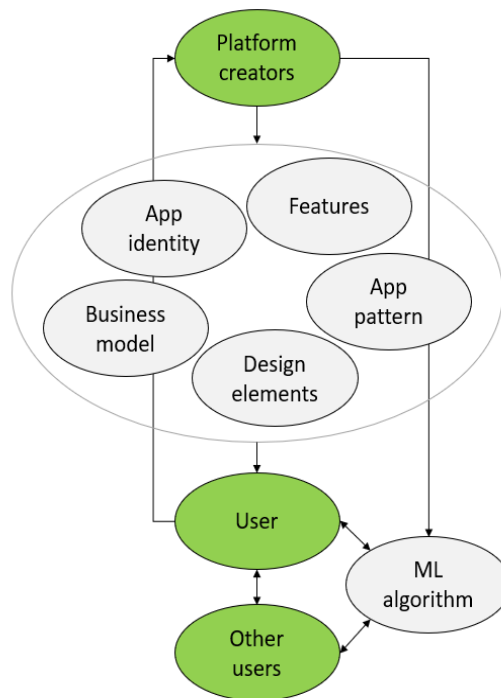 Platform
creators
Features
App
identity
App
pattern
Business
model
Design
elements
User
ML
algorithm
Other
users